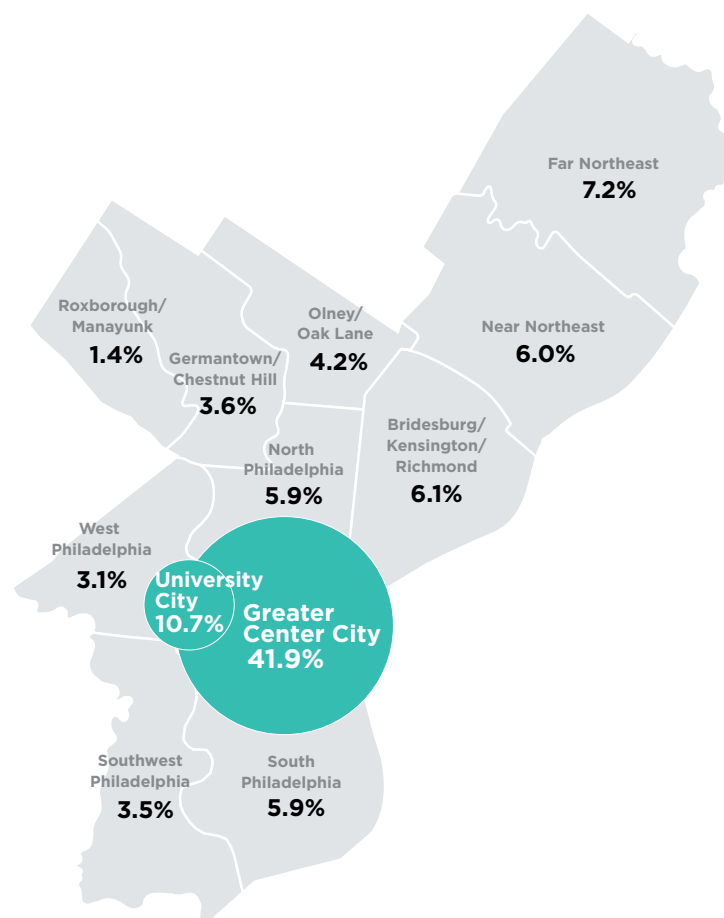 Far Northeast
7.2%
Roxborough/
Manayunk
1.4%
Germantown/
Chestnut Hill
3.6%
Olney/
Oak Lane
4.2%
Near Northeast
6.0%
Bridesburg/
Kensington/
Richmond
6.1%
North
Philadelphia
5.9%
West
Philadelphia
3.1%
University
City
10.7%
Greater
Center City
41.9%
Southwest
Philadelphia
3.5%
South
Philadelphia
5.9%